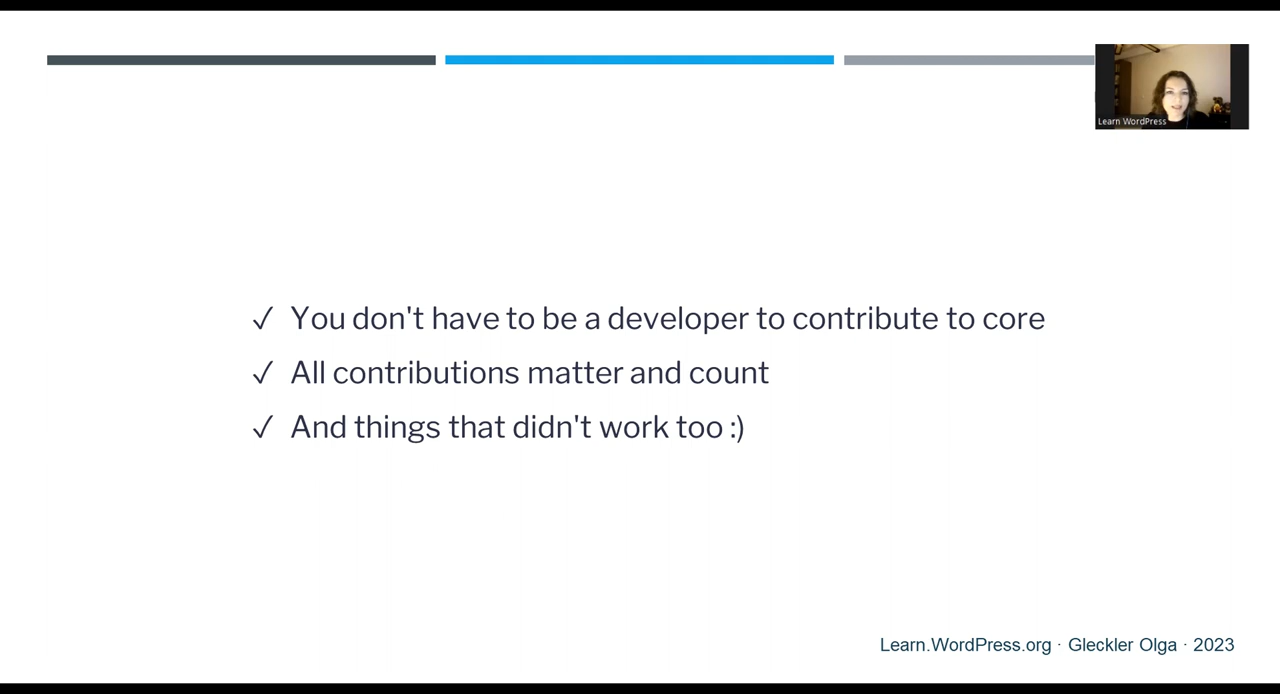 Learn WordPress
✓ You don't have to be a developer to contribute to core
✓ All contributions matter and count
✓ And things that didn't work too :)
Learn.WordPress.org · Gleckler Olga · 2023